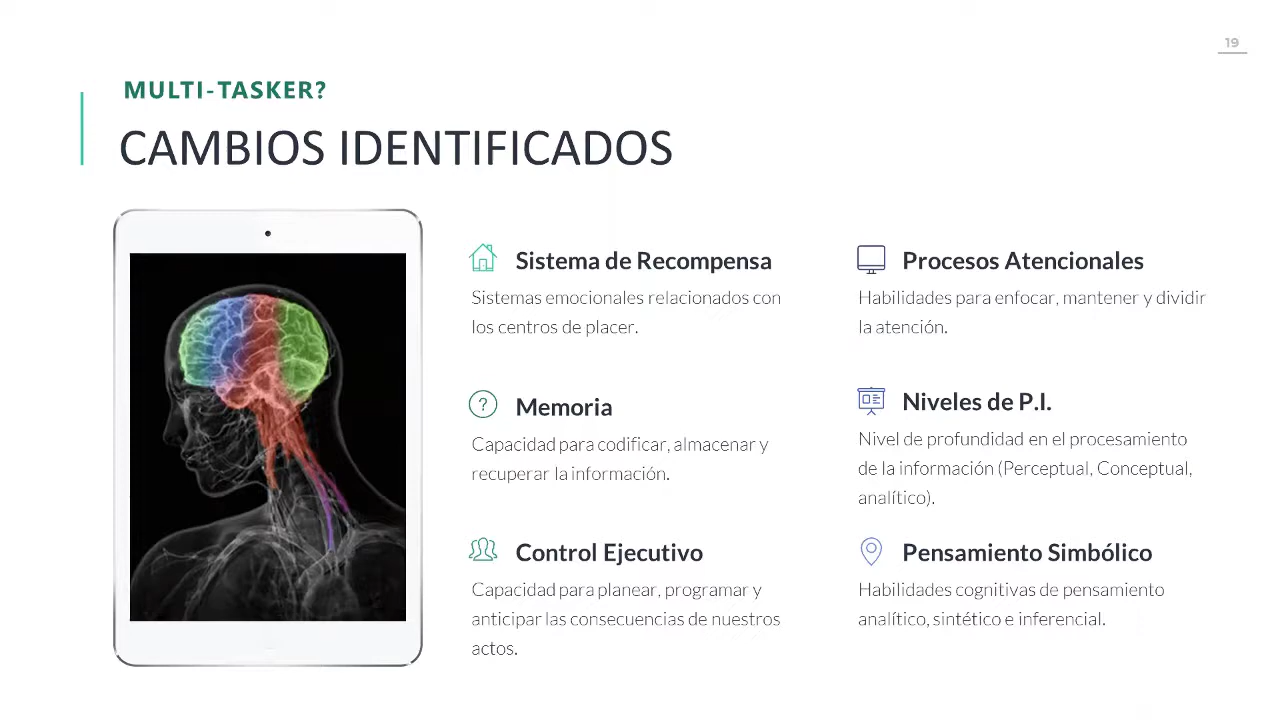 19
MULTI-TASKER?
CAMBIOS IDENTIFICADOS
Sistema de Recompensa
Sistemas emocionales relacionados con
los centros de placer.
Memoria
Capacidad para codificar, almacenar y
recuperar la información.
Control Ejecutivo
Capacidad para planear, programar y
anticipar las consecuencias de nuestros
actos.
Procesos Atencionales
Habilidades para enfocar, mantener y dividir
la atención.
Niveles de P.I.
Nivel de profundidad en el procesamiento
de la información (Perceptual, Conceptual,
analítico).
Pensamiento Simbólico
Habilidades cognitivas de pensamiento
analítico, sintético e inferencial.